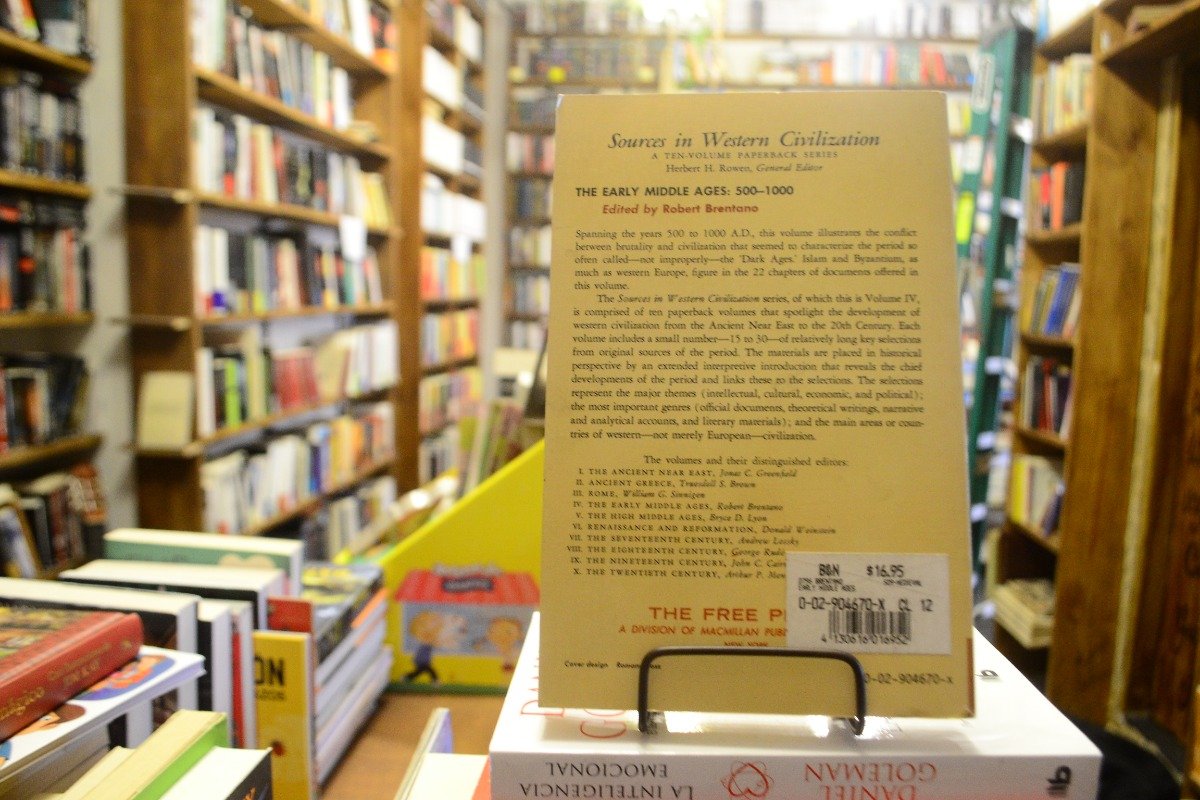 Sources in Western Civilization
A TEN-VOLUME PAPERBACK SERIES
Herbert H. Rowen, General Editor
THE EARLY MIDDLE AGES: 500–1000
Edited by Robert Brentano
Spanning the years 500 to 1000 A.D., this volume illustrates the conflict
between brutality and civilization that seemed to characterize the period so
often called—not improperly—the 'Dark Ages.' Islam and Byzantium, as
much as western Europe, figure in the 22 chapters of documents offered in
this volume.
The Sources in Western Civilization series, of which this is Volume IV,
is comprised of ten paperback volumes that spotlight the development of
western civilization from the Ancient Near East to the 20th Century. Each
volume includes a small number—15 to 30—of relatively long key selections
from original sources of the period. The materials are placed in historical
perspective by an extended interpretive introduction that reveals the chief
developments of the period and links these to the selections. The selections
represent the major themes (intellectual, cultural, economic, and political);
the most important genres (official documents, theoretical writings, narrative
and analytical accounts, and literary materials); and the main areas or coun-
tries of western—not merely European—civilization.
The volumes and their distinguished editors:
I. THE ANCIENT NEAR EAST, Jonas C. Greenfield
II. ANCIENT GREECE, Truesdell S. Brown
III. ROME, William G. Sinnigen
IV. THE EARLY MIDDLE AGES, Robert Brentano
V. THE HIGH MIDDLE AGES, Bryce D. Lyon
VI. RENAISSANCE AND REFORMATION, Donald Weinstein
VII. THE SEVENTEENTH CENTURY, Andrew Lossky
VIII. THE EIGHTEENTH CENTURY, George Rudé
IX. THE NINETEENTH CENTURY, John C.
X. THE TWENTIETH CENTURY, Arthur P.
B&N $16.95
EARLY MIDDLE AGES
0-02-904670-X CL 12
4130616016952
THE FREE P
A DIVISION OF MACMILLAN PUB
NEW YORK
Cover design
0-02-904670-x
LA INTELIGENCIA
EMOCIONAL
DANIEL
GOLEMAN
ON